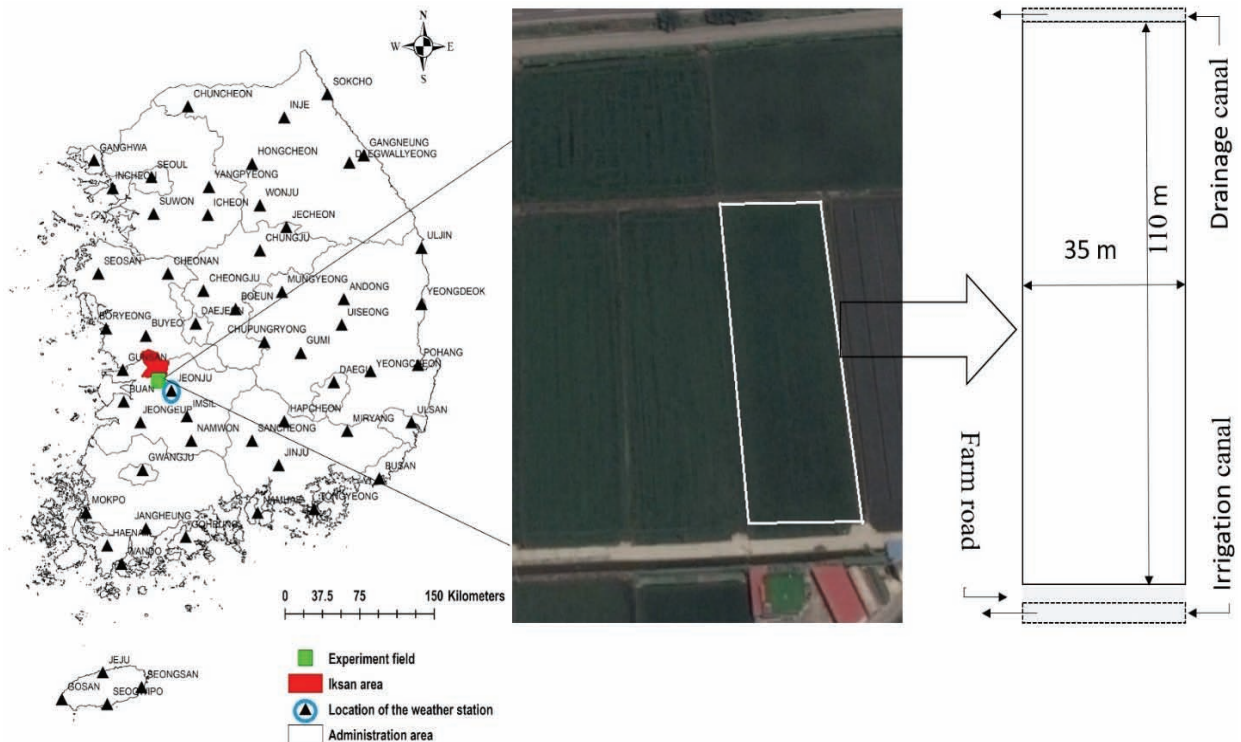 N
W
E
S
SOKCHO
CHUNCHEON
INJE
GANGNEUNG
DAEGWALLYEONG
GANGHWA
HONGCHEON
SEOUL
INCHEON
YANGPYEONG
WONJU
SUWON
ICHEON
JECHEON
CHUNGJU
ULJIN
SEOSAN
CHEONAN
CHEONGJU
MUNGYEONG
ANDONG
YEONGDEOK
BOEUN
BORYEONG
BUYEO
DAEJEON
UISEONG
CHUPUNGRYONG
GUMI
POHANG
GUNSAN
YEONGCHEON
DAEGU
JEONJU
BUAN
IMSIL
JEONGEUP
HAPCHEON
ULSAN
MIRYANG
NAMWON
SANCHEONG
GWANGJU
JINJU
BUSAN
MOKPO
NAMHAE
TONGYEONG
JANGHEUNG
GOHEUNG
HAENAM
WANDO
0 37.5 75 150 Kilometers
JEJU
SEONGSAN
GOSAN
SEOGWIPO
Experiment field
Iksan area
Location of the weather station
Administration area
35 m
110 m
Drainage canal
Farm road
Irrigation canal